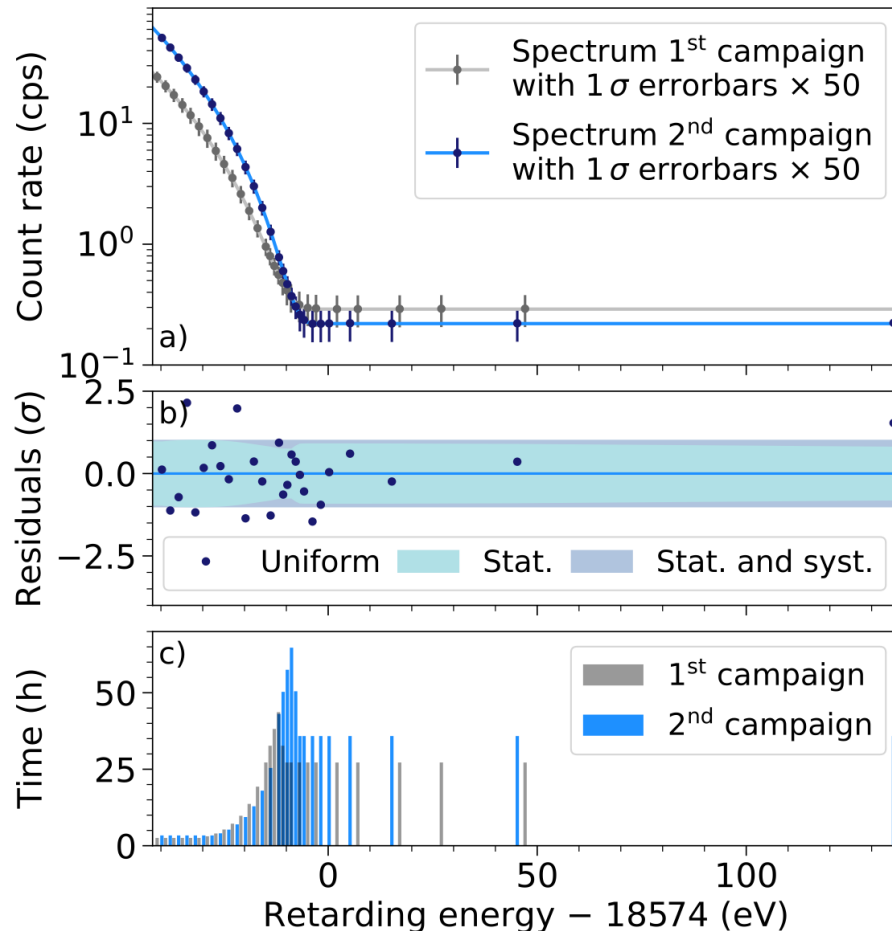 Count rate (cps)
10¹
10⁰
10⁻¹
Spectrum 1ˢᵗ campaign
with 1 σ errorbars × 50
Spectrum 2ⁿᵈ campaign
with 1 σ errorbars × 50
a)
Residuals (σ)
2.5
0.0
−2.5
b)
Uniform
Stat.
Stat. and syst.
Time (h)
50
25
0
c)
1ˢᵗ campaign
2ⁿᵈ campaign
0
50
100
Retarding energy − 18574 (eV)